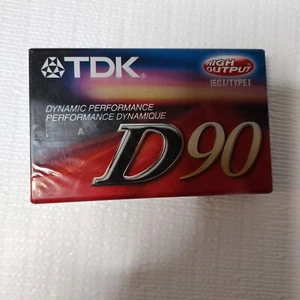 TDK
HIGH OUTPUT
IEC I/TYPE I
DYNAMIC PERFORMANCE
PERFORMANCE DYNAMIQUE
A
D90